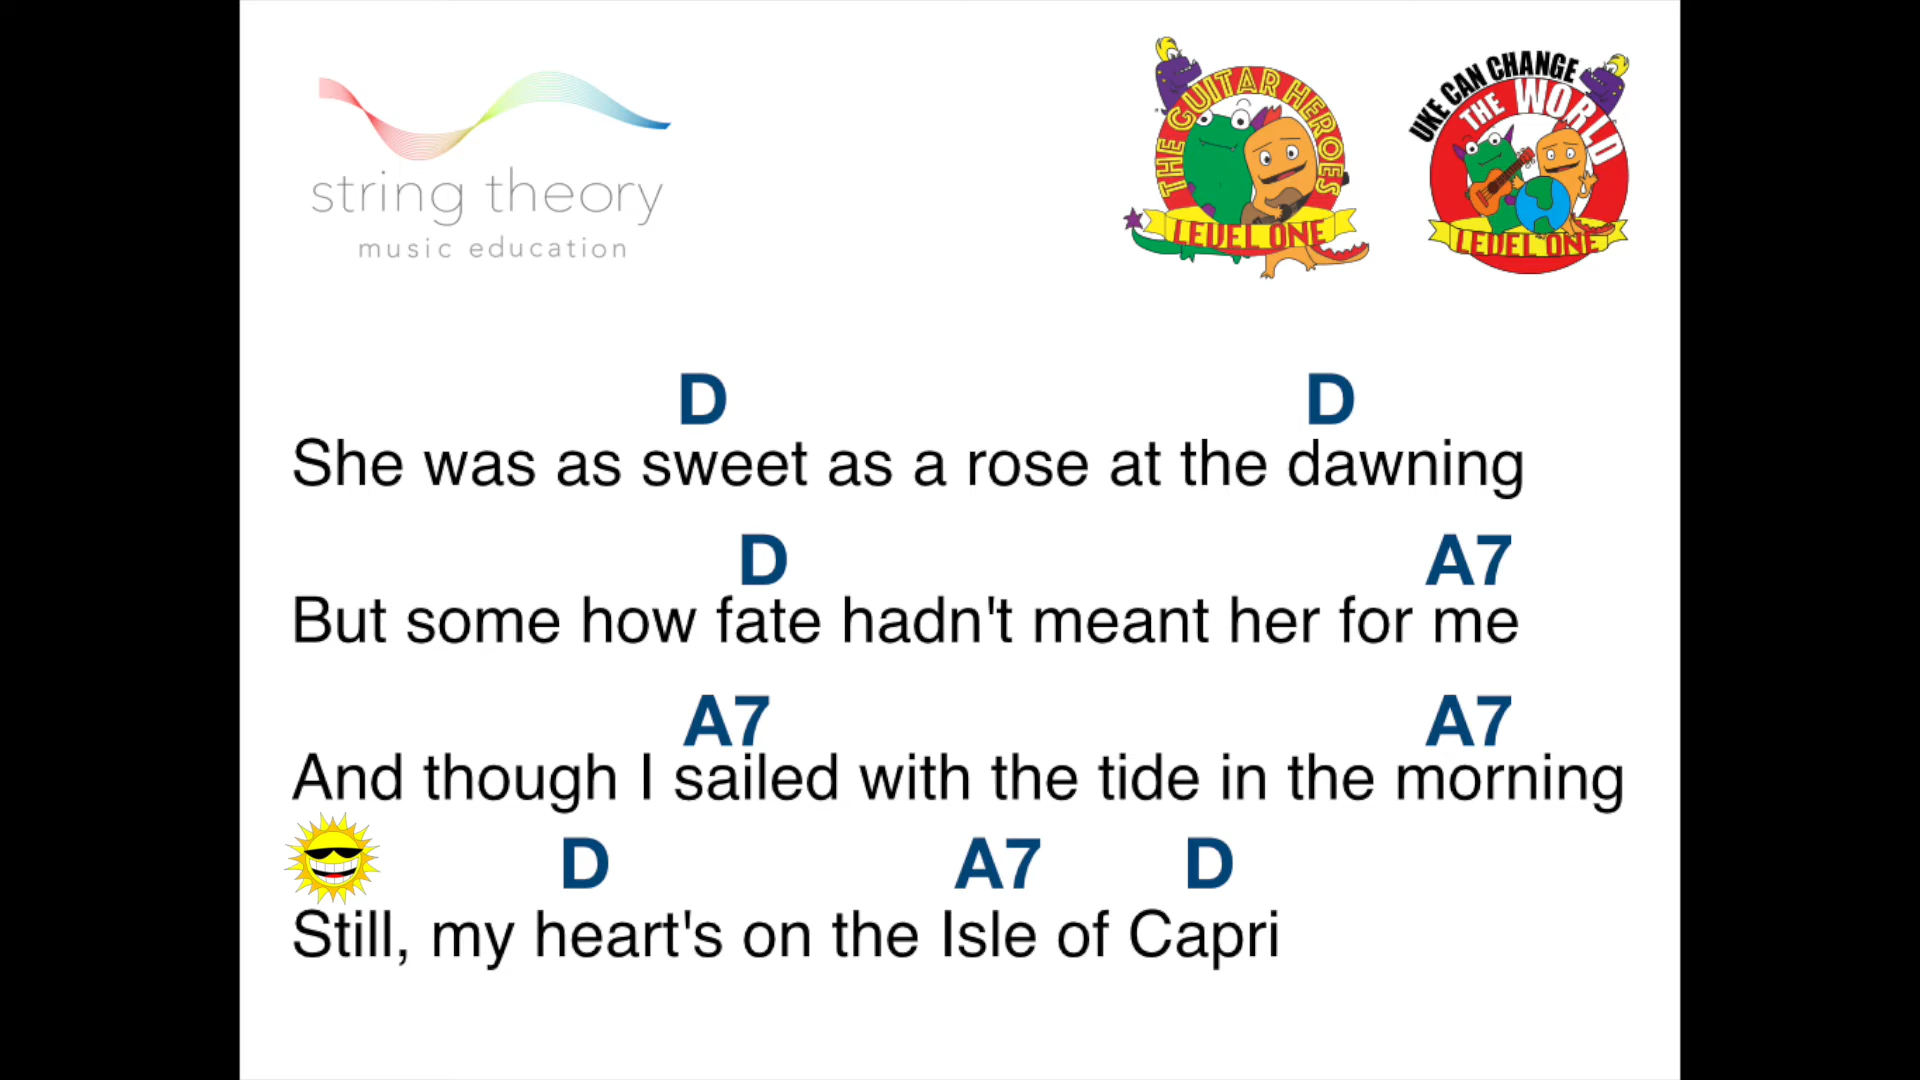 string theory
music education
THE GUITAR HEROES
LEVEL ONE
UKE CAN CHANGE
THE WORLD
LEVEL ONE
D D
She was as sweet as a rose at the dawning
D A7
But some how fate hadn't meant her for me
A7 A7
And though I sailed with the tide in the morning
D A7 D
Still, my heart's on the Isle of Capri